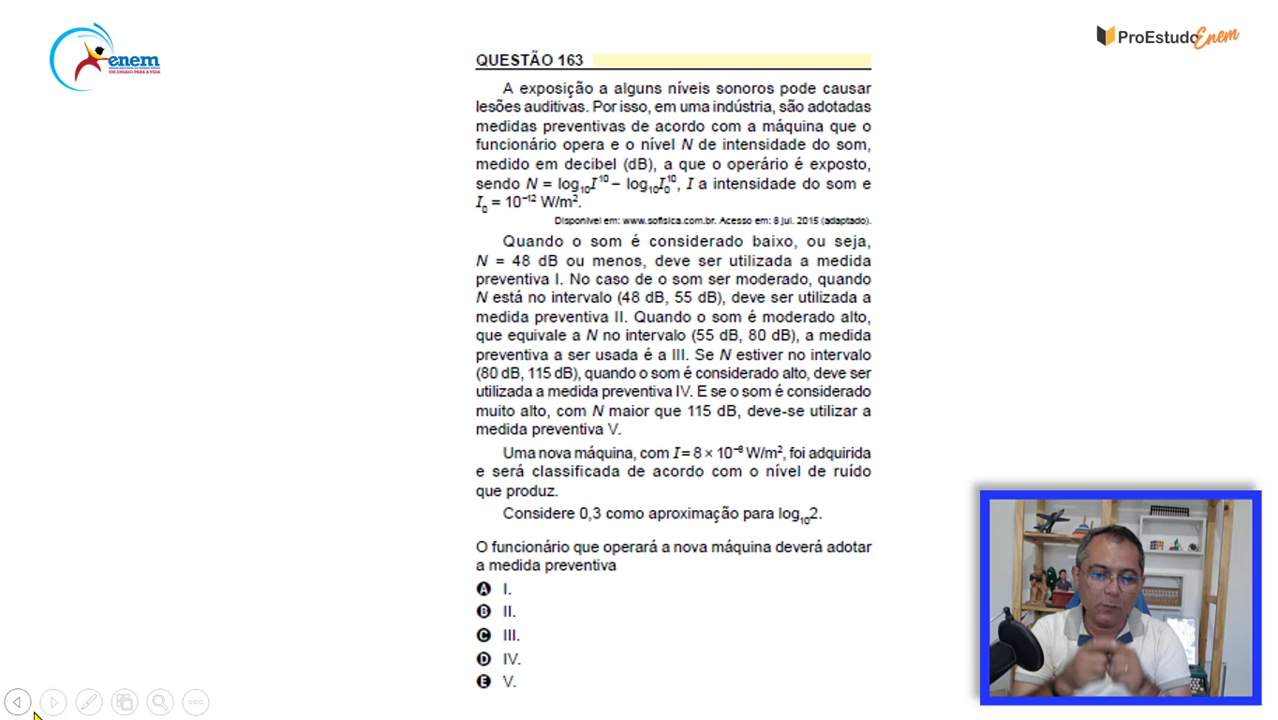 enem
ProEstudo Enem
QUESTÃO 163
A exposição a alguns níveis sonoros pode causar
lesões auditivas. Por isso, em uma indústria, são adotadas
medidas preventivas de acordo com a máquina que o
funcionário opera e o nível N de intensidade do som,
medido em decibel (dB), a que o operário é exposto,
sendo N = log₁₀I¹⁰ – log₁₀I₀¹⁰, I a intensidade do som e
I₀ = 10⁻¹² W/m².
Disponível em: www.sofisica.com.br. Acesso em: 8 jul. 2015 (adaptado).
Quando o som é considerado baixo, ou seja,
N = 48 dB ou menos, deve ser utilizada a medida
preventiva I. No caso de o som ser moderado, quando
N está no intervalo (48 dB, 55 dB), deve ser utilizada a
medida preventiva II. Quando o som é moderado alto,
que equivale a N no intervalo (55 dB, 80 dB), a medida
preventiva a ser usada é a III. Se N estiver no intervalo
(80 dB, 115 dB), quando o som é considerado alto, deve ser
utilizada a medida preventiva IV. E se o som é considerado
muito alto, com N maior que 115 dB, deve-se utilizar a
medida preventiva V.
Uma nova máquina, com I = 8 × 10⁻⁸ W/m², foi adquirida
e será classificada de acordo com o nível de ruído
que produz.
Considere 0,3 como aproximação para log₁₀2.
O funcionário que operará a nova máquina deverá adotar
a medida preventiva
A I.
B II.
C III.
D IV.
E V.